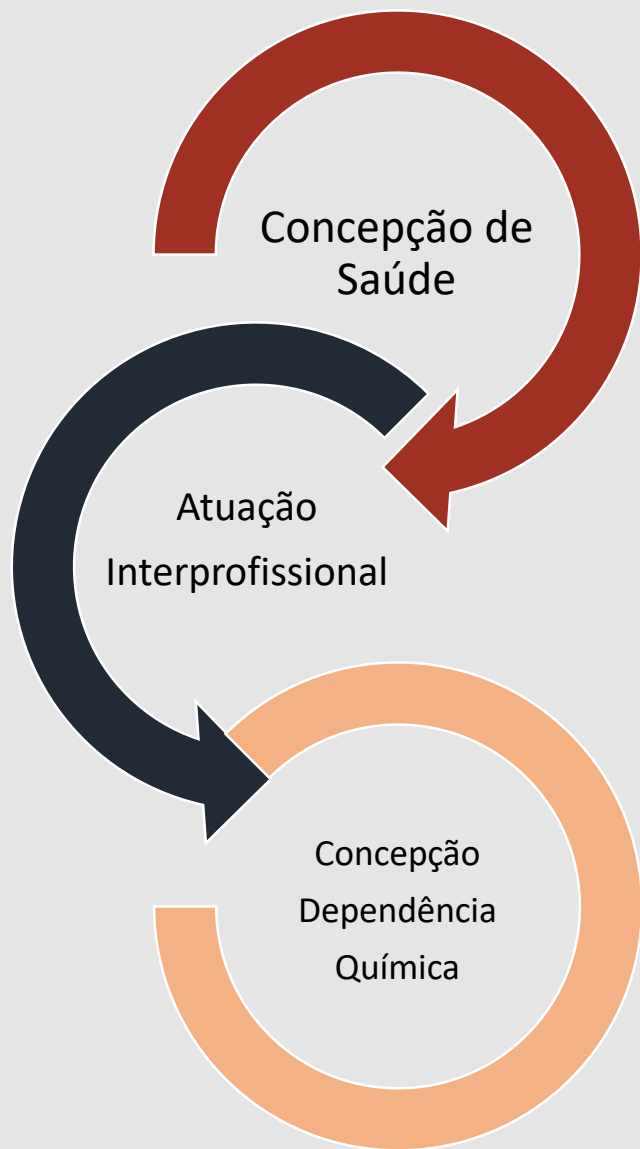 Concepção de
Saúde
Atuação
Interprofissional
Concepção
Dependência
Química